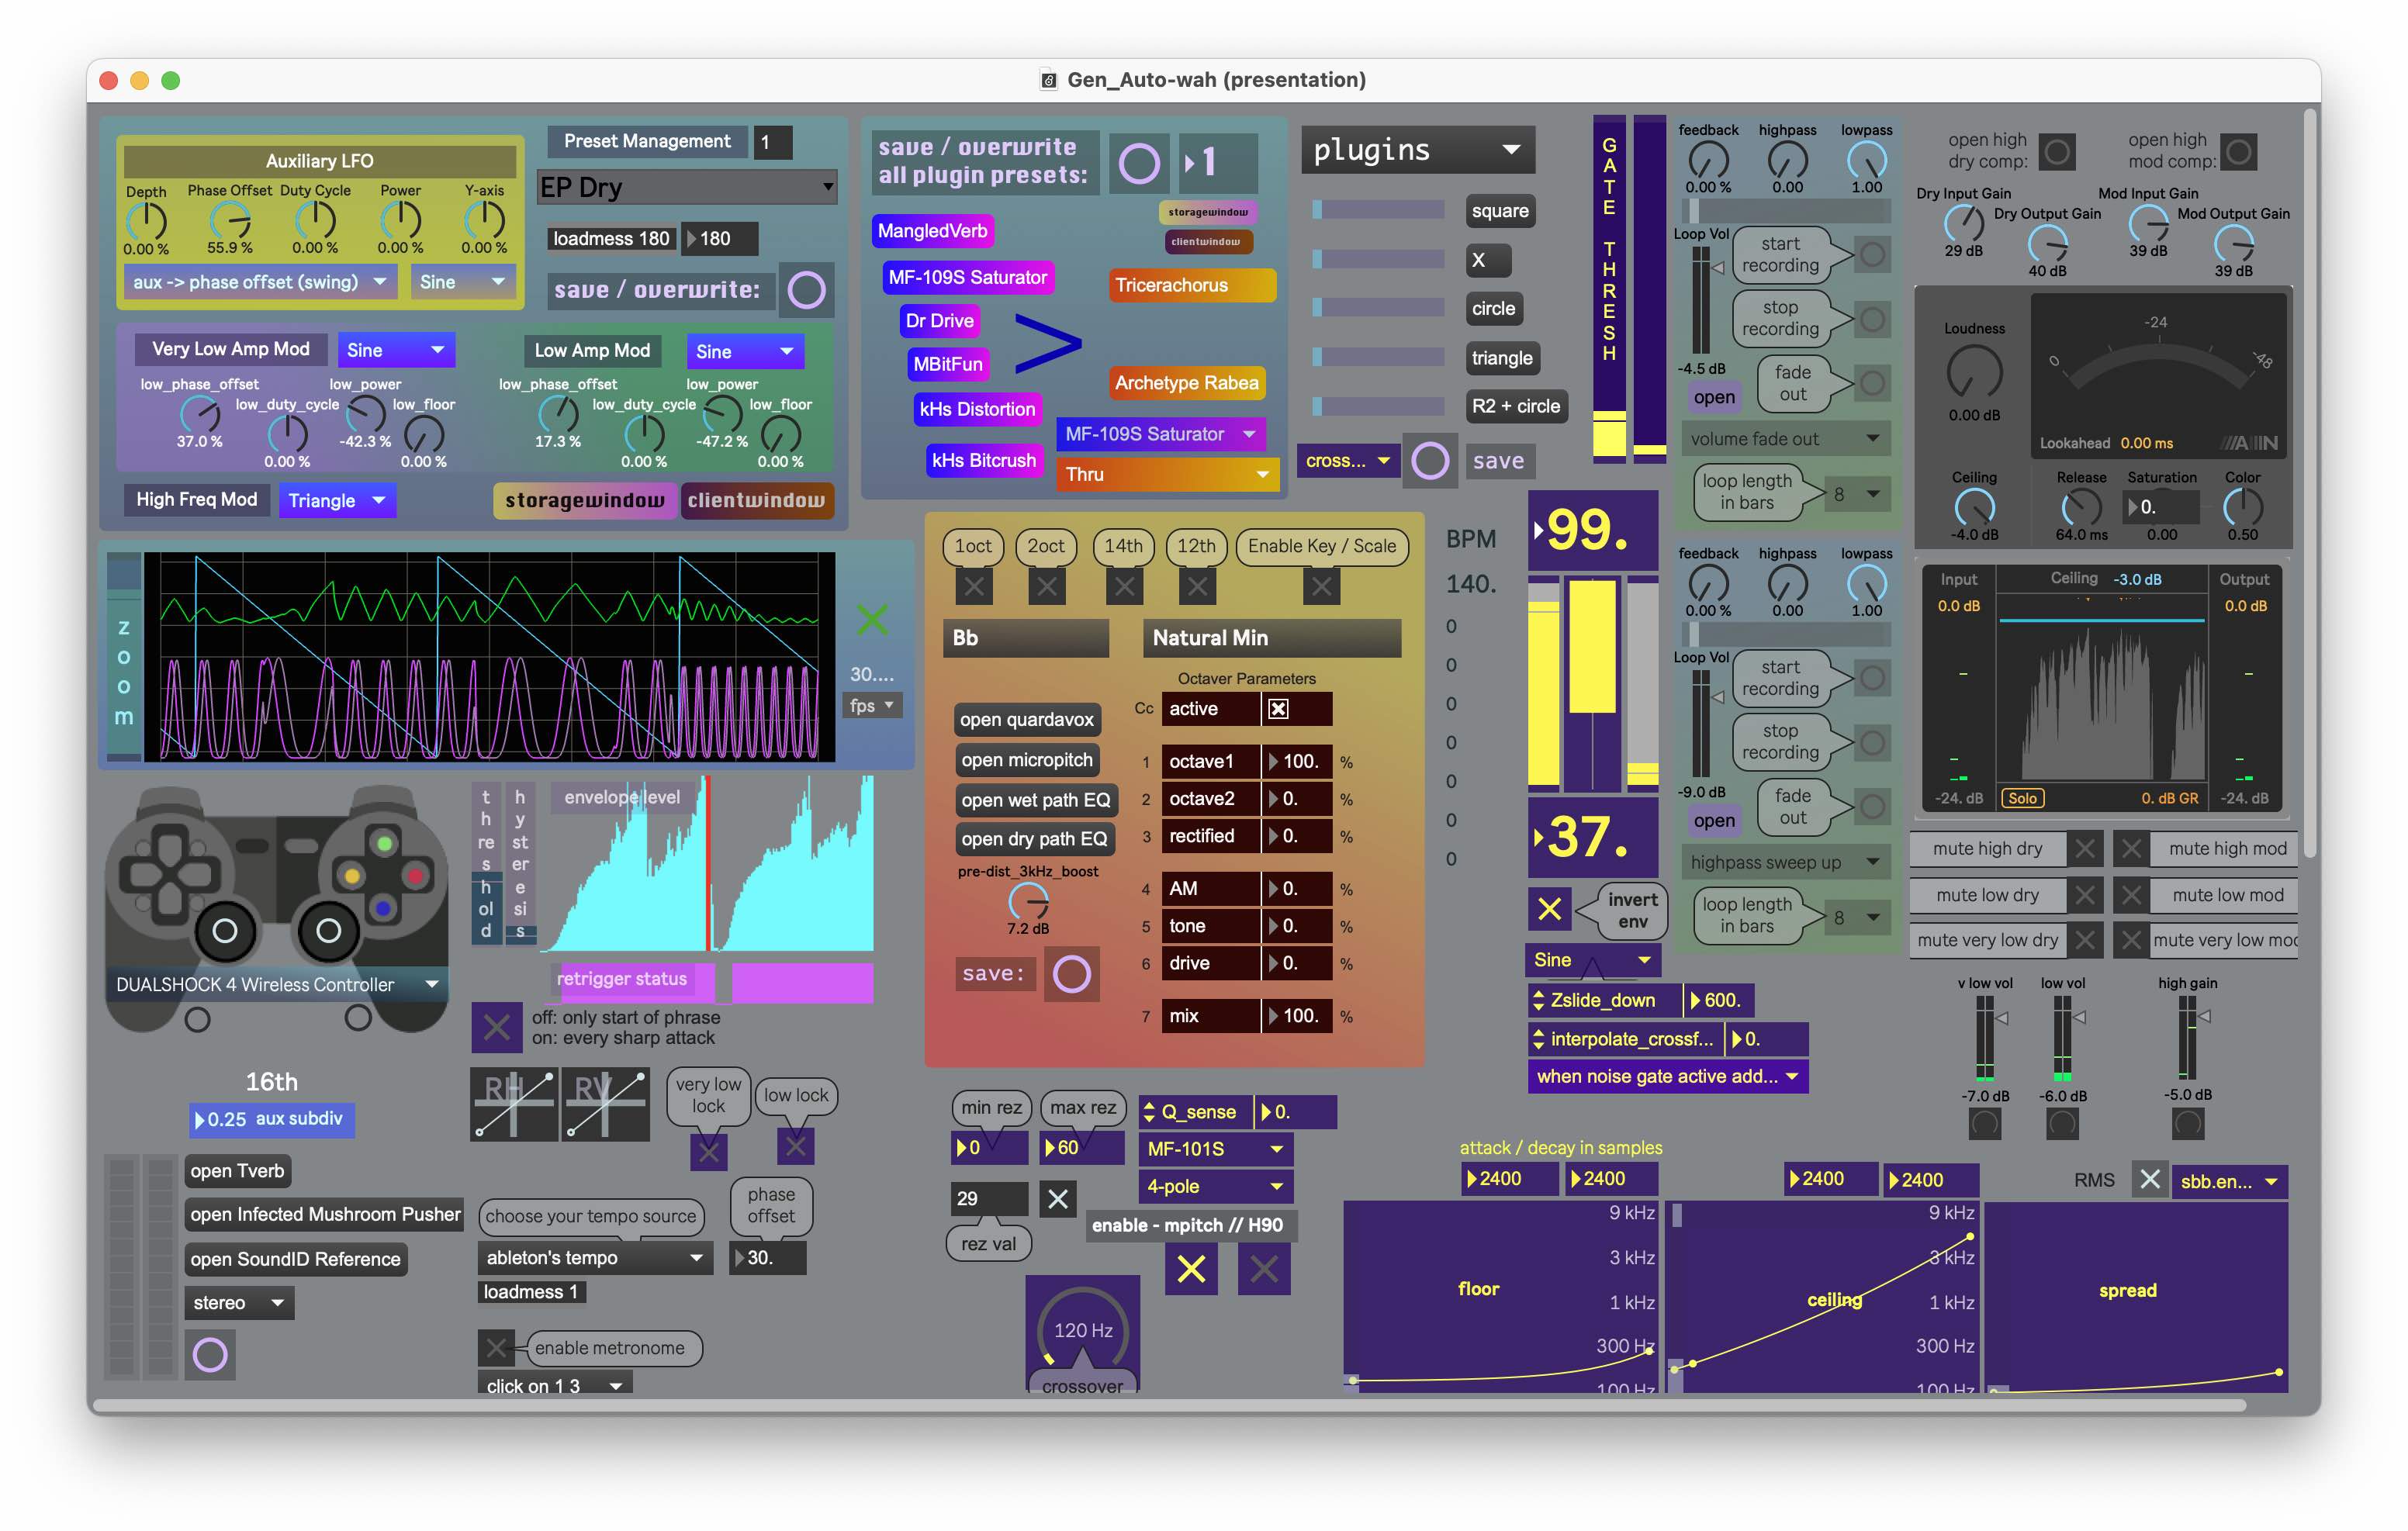 Gen_Auto-wah (presentation)
Auxiliary LFO
Depth
Phase Offset
Duty Cycle
Power
Y-axis
0.00 %
55.9 %
0.00 %
0.00 %
0.00 %
aux -> phase offset (swing)
Sine
Preset Management
1
EP Dry
loadmess 180
180
save / overwrite:
Very Low Amp Mod
Sine
low_phase_offset
low_power
low_duty_cycle
low_floor
37.0 %
-42.3 %
0.00 %
0.00 %
Low Amp Mod
Sine
low_phase_offset
low_power
low_duty_cycle
low_floor
17.3 %
-47.2 %
0.00 %
0.00 %
High Freq Mod
Triangle
storagewindow
clientwindow
save / overwrite
all plugin presets:
1
storagewindow
clientwindow
MangledVerb
MF-109S Saturator
Dr Drive
MBitFun
kHs Distortion
kHs Bitcrush
>
Tricerachorus
Archetype Rabea
MF-109S Saturator
Thru
plugins
square
X
circle
triangle
R2 + circle
cross...
save
GATE THRESH
feedback
highpass
lowpass
0.00 %
0.00
1.00
Loop Vol
start
recording
stop
recording
-4.5 dB
fade
out
open
volume fade out
loop length
in bars
8
feedback
highpass
lowpass
0.00 %
0.00
1.00
Loop Vol
start
recording
stop
recording
-9.0 dB
fade
out
open
highpass sweep up
loop length
in bars
8
open high
dry comp:
open high
mod comp:
Dry Input Gain
Mod Input Gain
Dry Output Gain
Mod Output Gain
29 dB
39 dB
40 dB
39 dB
Loudness
0.00 dB
0
-24
-48
Lookahead
0.00 ms
Ceiling
Release
Saturation
Color
0.
-4.0 dB
64.0 ms
0.00
0.50
Input
Ceiling
-3.0 dB
Output
0.0 dB
0.0 dB
-24. dB
Solo
0. dB GR
-24. dB
mute high dry
mute high mod
mute low dry
mute low mod
mute very low dry
mute very low mod
v low vol
low vol
high gain
-7.0 dB
-6.0 dB
-5.0 dB
zoom
30....
fps
1oct
2oct
14th
12th
Enable Key / Scale
Bb
Natural Min
Octaver Parameters
Cc
active
open quardavox
open micropitch
open wet path EQ
open dry path EQ
pre-dist_3kHz_boost
7.2 dB
save:
1
octave1
100.
%
2
octave2
0.
%
3
rectified
0.
%
4
AM
0.
%
5
tone
0.
%
6
drive
0.
%
7
mix
100.
%
BPM
140.
0
0
0
0
0
0
0
99.
37.
invert
env
Sine
Zslide_down
600.
interpolate_crossf...
0.
when noise gate active add...
threshold
hysteresis
envelope level
retrigger status
off: only start of phrase
on: every sharp attack
DUALSHOCK 4 Wireless Controller
16th
0.25
aux subdiv
RH
RV
very low
lock
low lock
open Tverb
open Infected Mushroom Pusher
open SoundID Reference
stereo
choose your tempo source
ableton's tempo
loadmess 1
phase
offset
30.
enable metronome
click on 1 3
min rez
max rez
0
60
Q_sense
0.
MF-101S
4-pole
29
rez val
enable - mpitch // H90
120 Hz
crossover
attack / decay in samples
2400
2400
2400
2400
RMS
sbb.en...
9 kHz
3 kHz
1 kHz
300 Hz
100 Hz
floor
9 kHz
3 kHz
1 kHz
300 Hz
100 Hz
ceiling
spread